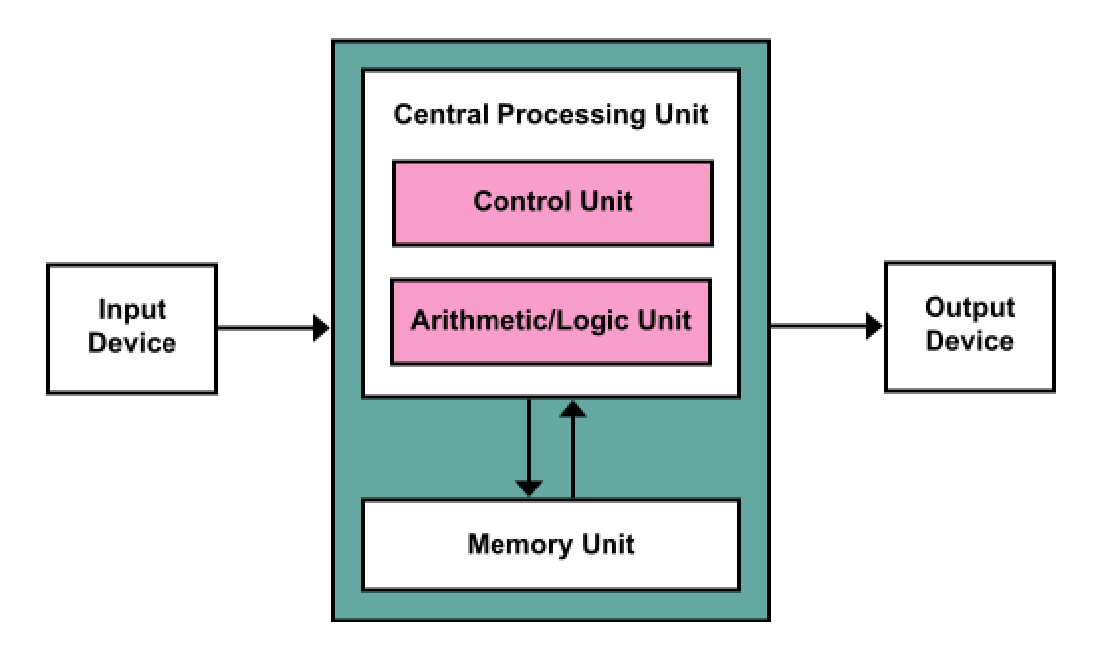 Central Processing Unit
Control Unit
Arithmetic/Logic Unit
Input
Device
Output
Device
Memory Unit